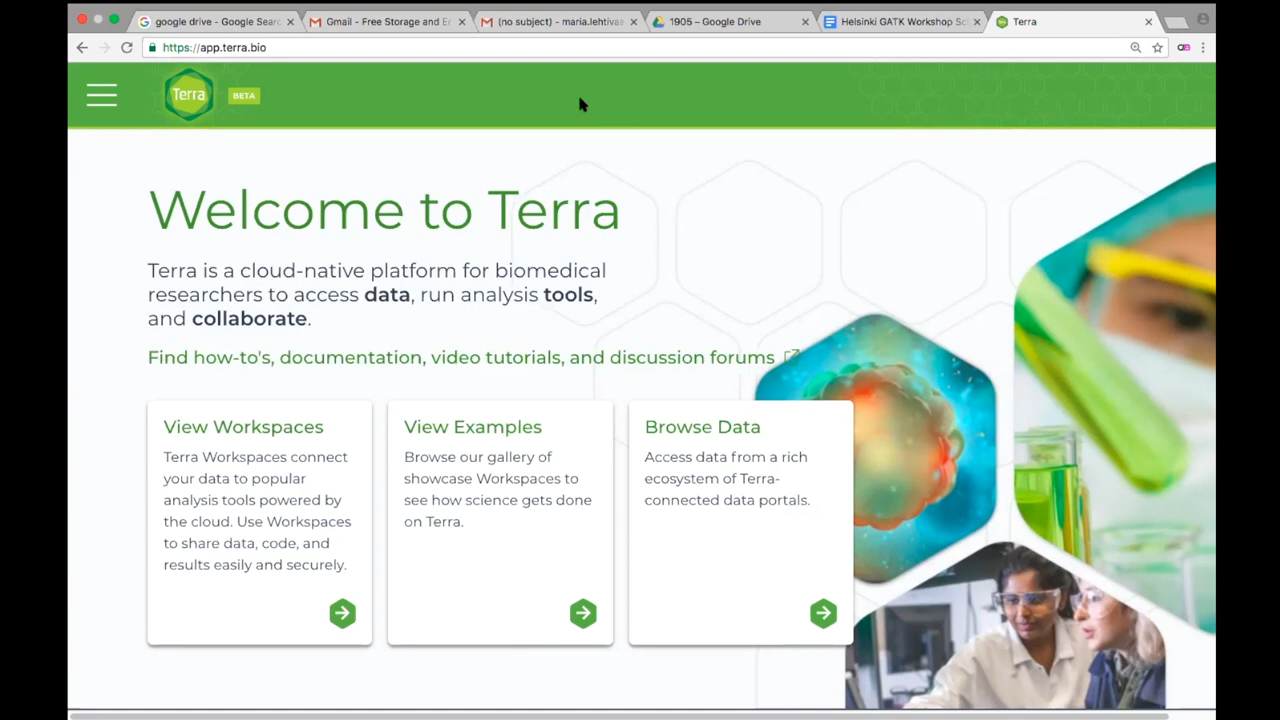 google drive - Google Sear
Gmail - Free Storage and Er
(no subject) - maria.lehtivae
1905 – Google Drive
Helsinki GATK Workshop Sc
Terra
https://app.terra.bio
Terra
BETA
Welcome to Terra
Terra is a cloud-native platform for biomedical
researchers to access data, run analysis tools,
and collaborate.
Find how-to's, documentation, video tutorials, and discussion forums
View Workspaces
Terra Workspaces connect
your data to popular
analysis tools powered by
the cloud. Use Workspaces
to share data, code, and
results easily and securely.
View Examples
Browse our gallery of
showcase Workspaces to
see how science gets done
on Terra.
Browse Data
Access data from a rich
ecosystem of Terra-
connected data portals.